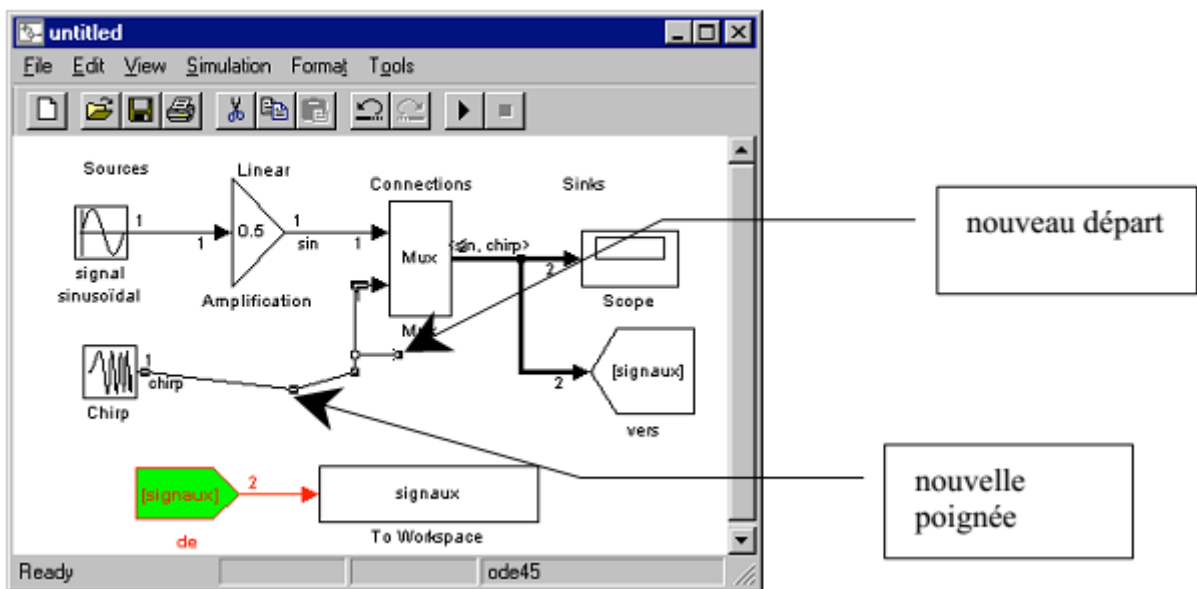 untitled
File Edit View Simulation Format Tools
Sources
Linear
Connections
Sinks
1
1
0.5
1
sin
1
Mux
<sin, chirp>
2
signal
sinusoïdal
Amplification
Scope
Mux
nouveau départ
1
chirp
Chirp
2
[signaux]
vers
[signaux]
2
signaux
de
To Workspace
nouvelle
poignée
Ready
ode45